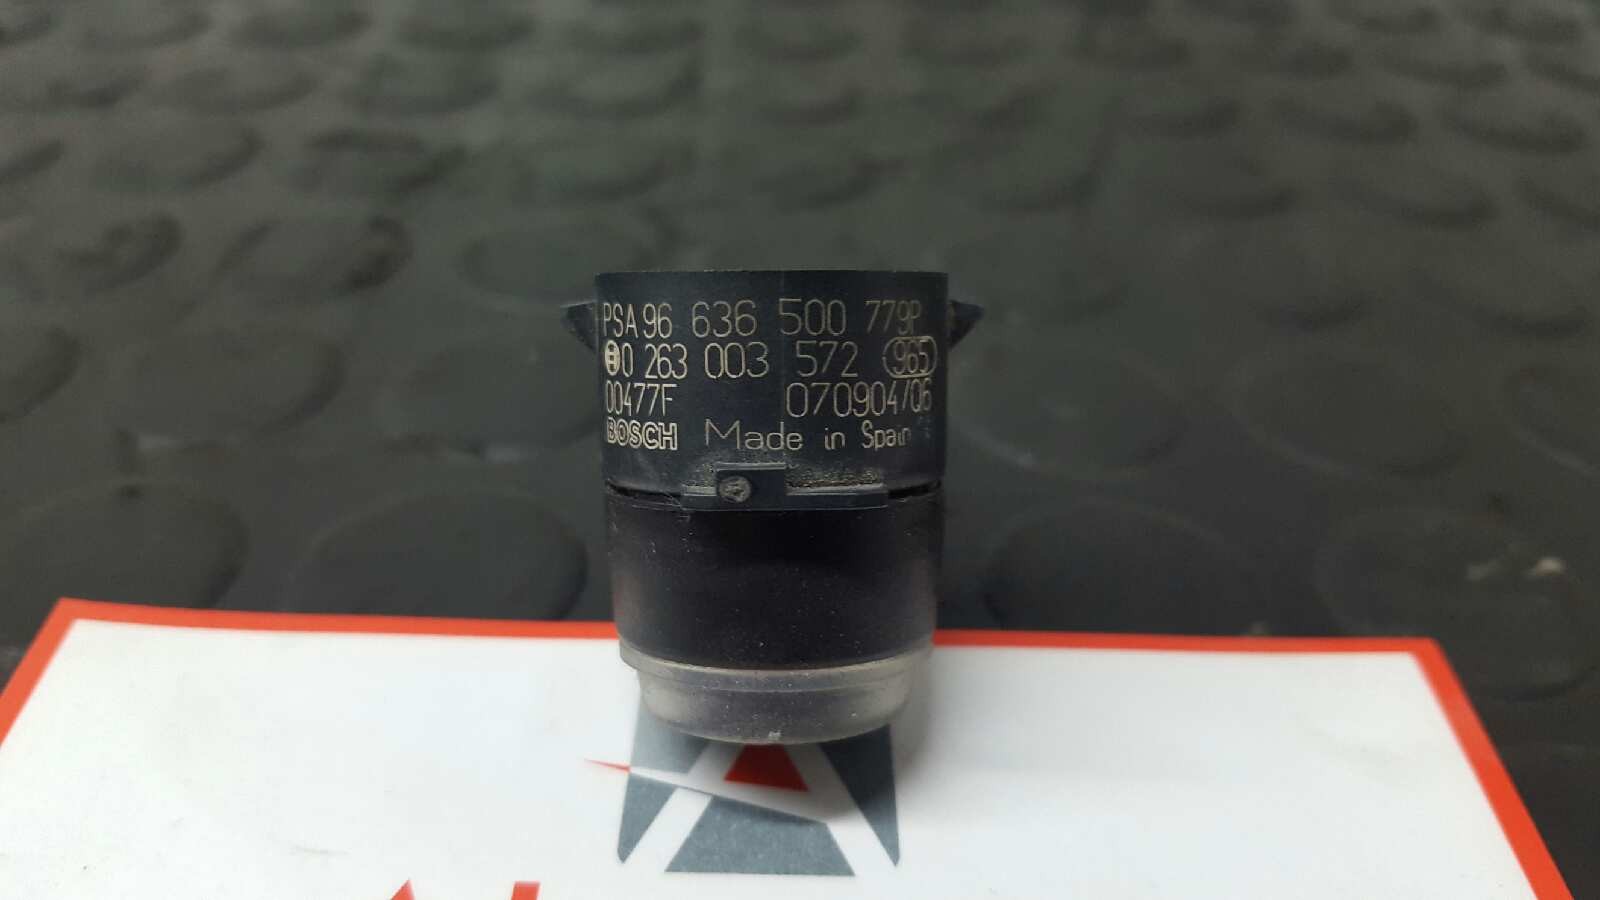 PSA 96 636 500 779P
0 263 003 572 965
00477F 070904/06
BOSCH Made in Spain